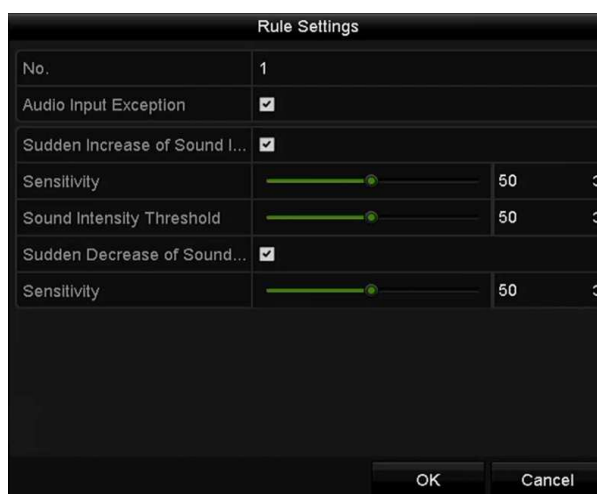 Rule Settings
No. 1
Audio Input Exception
Sudden Increase of Sound I...
Sensitivity 50
Sound Intensity Threshold 50
Sudden Decrease of Sound...
Sensitivity 50
OK Cancel